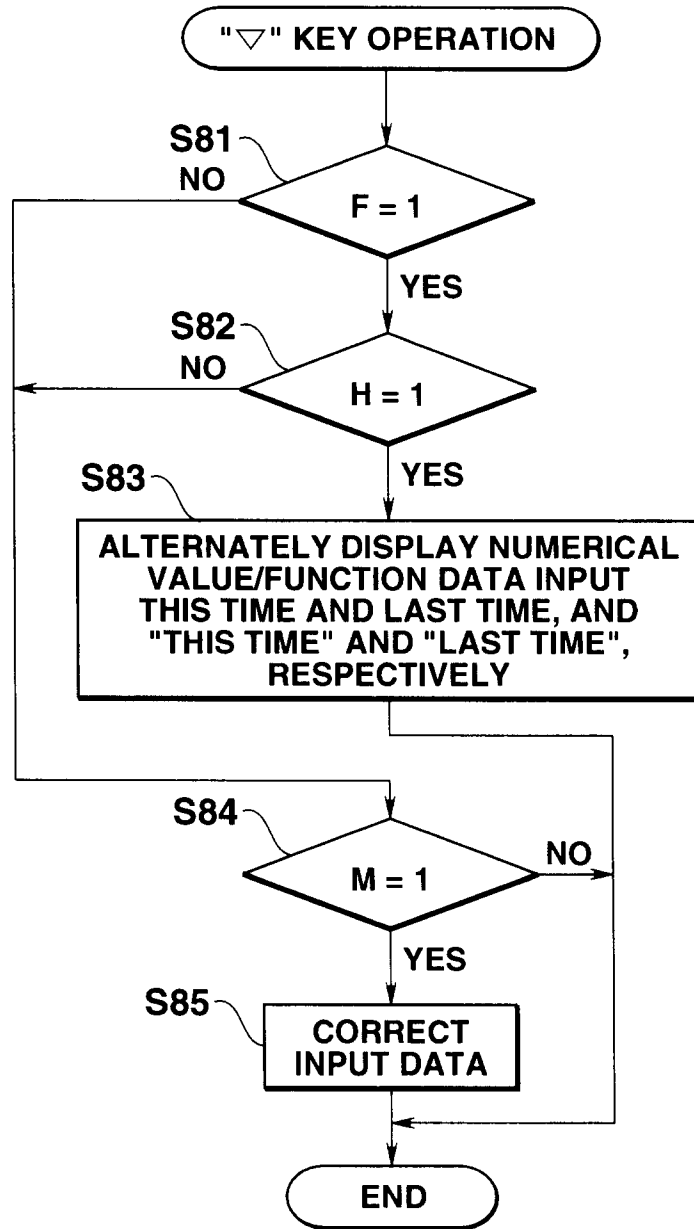 "▽" KEY OPERATION
S81
NO
F = 1
YES
S82
NO
H = 1
YES
S83
ALTERNATELY DISPLAY NUMERICAL
VALUE/FUNCTION DATA INPUT
THIS TIME AND LAST TIME, AND
"THIS TIME" AND "LAST TIME",
RESPECTIVELY
S84
NO
M = 1
YES
S85
CORRECT
INPUT DATA
END